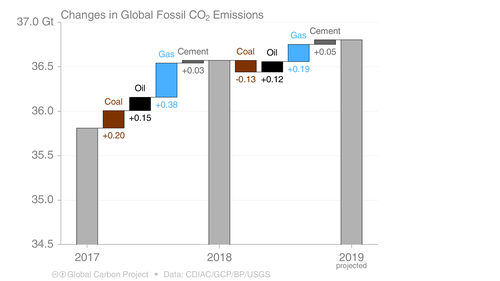 Changes in Global Fossil CO₂ Emissions
37.0 Gt
36.5
36.0
35.5
35.0
34.5
Coal
+0.20
Oil
+0.15
Gas
+0.38
Cement
+0.03
Coal
-0.13
Oil
+0.12
Gas
+0.19
Cement
+0.05
2017
2018
2019
projected
Global Carbon Project • Data: CDIAC/GCP/BP/USGS